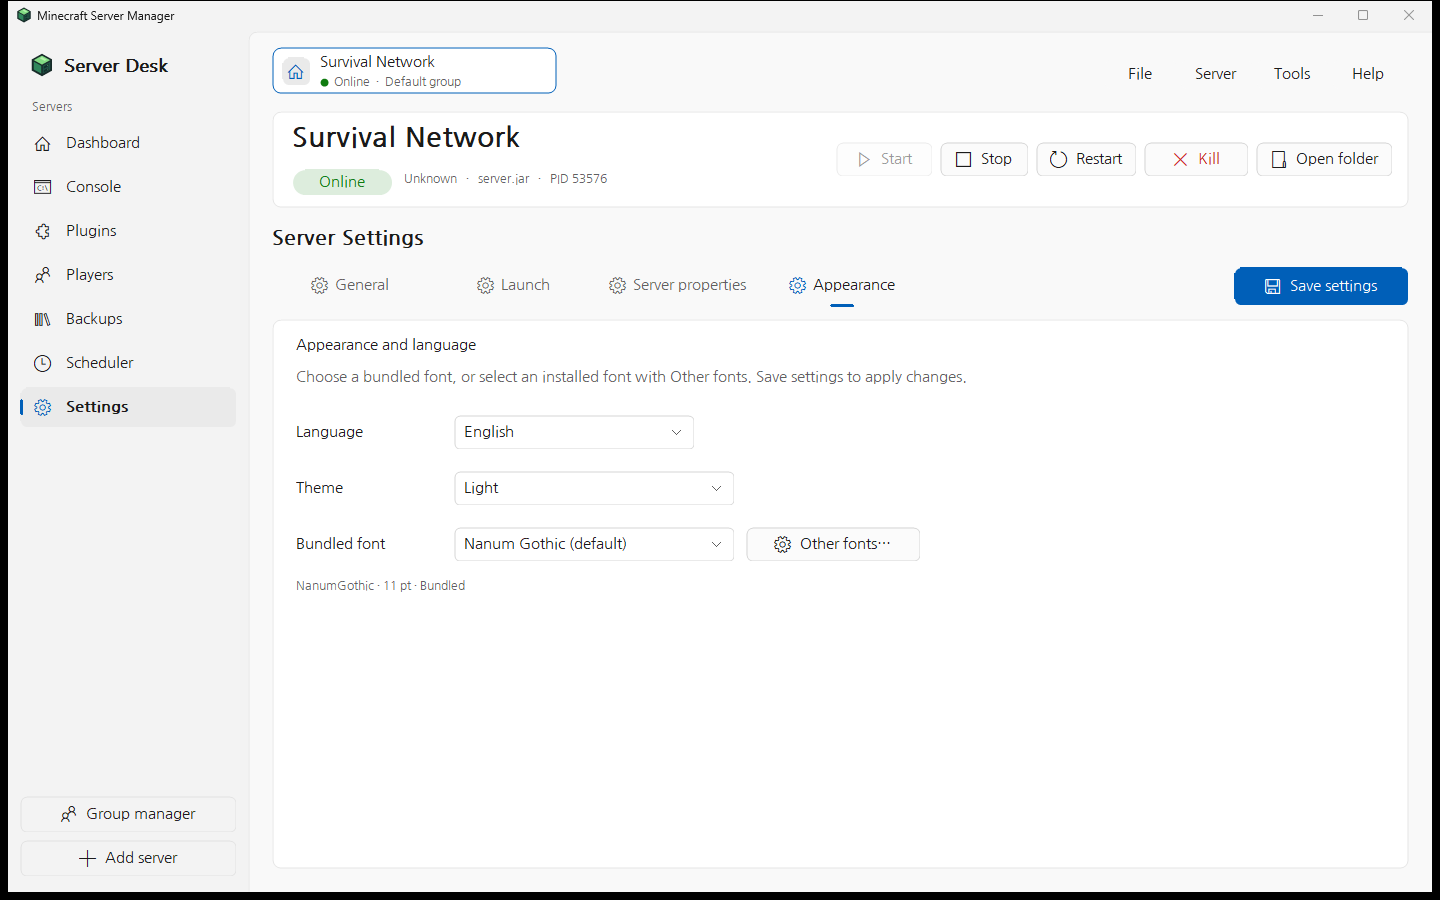 Minecraft Server Manager
Server Desk
Servers
Dashboard
Console
Plugins
Players
Backups
Scheduler
Settings
Group manager
Add server
Survival Network
Online · Default group
File Server Tools Help
Survival Network
Online Unknown · server.jar · PID 53576
Start Stop Restart Kill Open folder
Server Settings
General Launch Server properties Appearance Save settings
Appearance and language
Choose a bundled font, or select an installed font with Other fonts. Save settings to apply changes.
Language English
Theme Light
Bundled font Nanum Gothic (default) Other fonts…
NanumGothic · 11 pt · Bundled